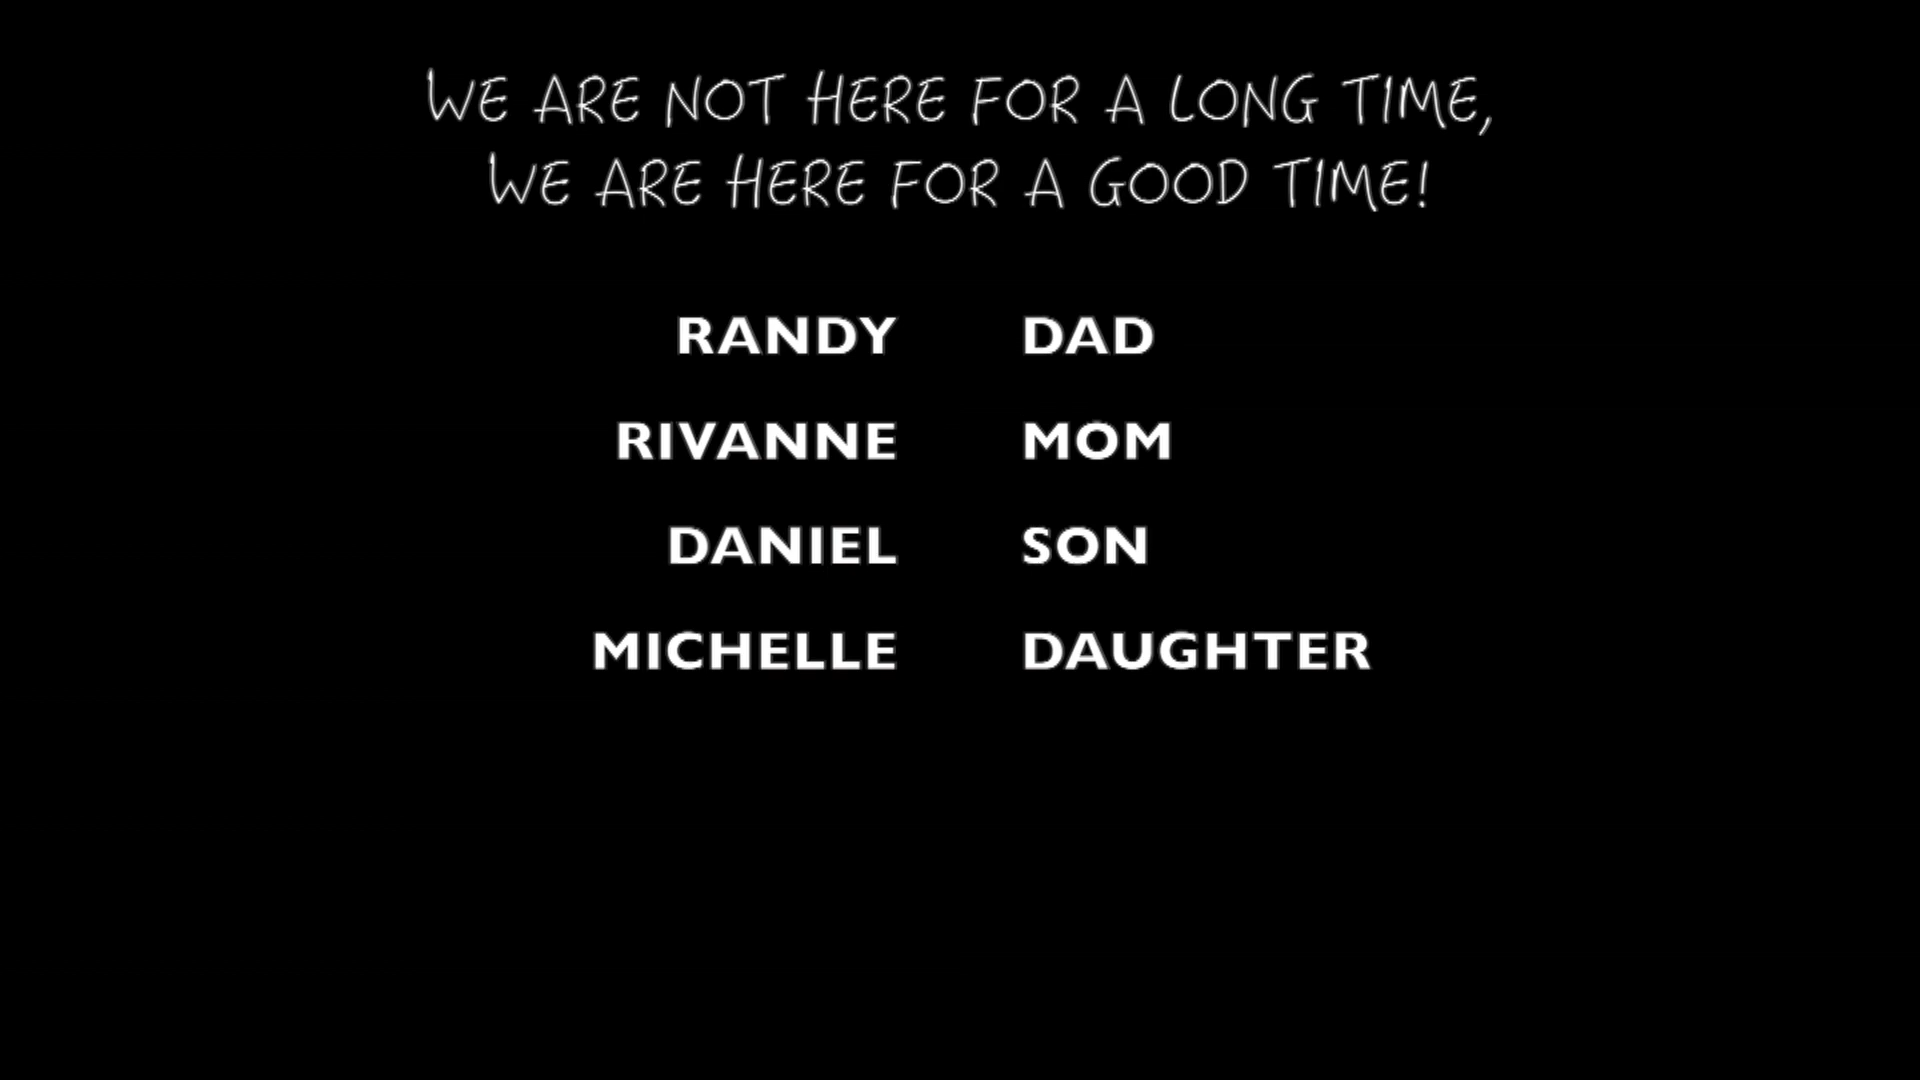 WE ARE NOT HERE FOR A LONG TIME,
WE ARE HERE FOR A GOOD TIME!
RANDY DAD
RIVANNE MOM
DANIEL SON
MICHELLE DAUGHTER